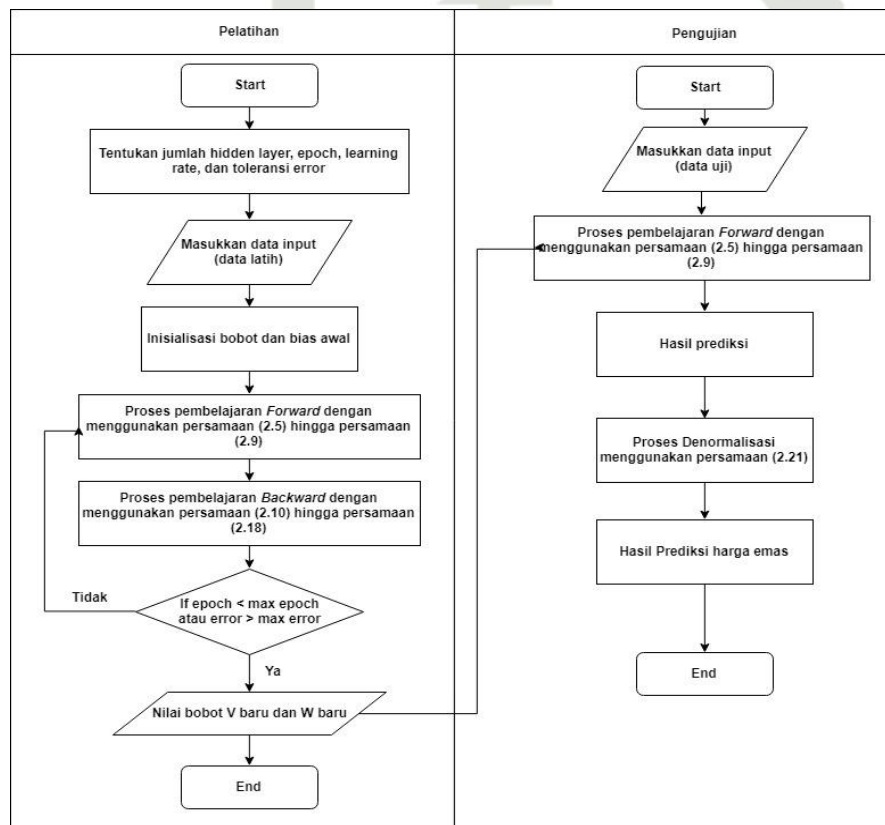 Pelatihan
Start
Tentukan jumlah hidden layer, epoch, learning
rate, dan toleransi error
Masukkan data input
(data latih)
Inisialisasi bobot dan bias awal
Proses pembelajaran Forward dengan
menggunakan persamaan (2.5) hingga persamaan
(2.9)
Proses pembelajaran Backward dengan
menggunakan persamaan (2.10) hingga persamaan
(2.18)
Tidak
If epoch < max epoch
atau error > max error
Ya
Nilai bobot V baru dan W baru
End
Pengujian
Start
Masukkan data input
(data uji)
Proses pembelajaran Forward dengan
menggunakan persamaan (2.5) hingga persamaan
(2.9)
Hasil prediksi
Proses Denormalisasi
menggunakan persamaan (2.21)
Hasil Prediksi harga emas
End